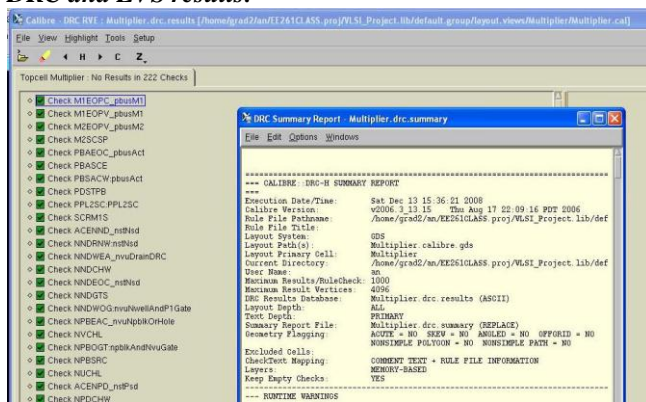 DRC and LVS results:
Calibre - DRC RVE : Multiplier.drc.results [/home/grad2/an/EE261CLASS.proj/VLSI_Project.lib/default.group/layout.views/Multiplier/Multiplier.cal]
File View Highlight Tools Setup
H C Z
Topcell Multiplier : No Results in 222 Checks
Check M1EOPC_pbusM1
Check M1EOPV_pbusM1
Check M2EOPV_pbusM2
Check M2SCSP
Check PBAEOC_pbusAct
Check PBASCE
Check PBSACW:pbusAct
Check PDSTPB
Check PPL2SC:PPL2SC
Check SCRM1S
Check ACENND_nstNsd
Check NNDRNW:nstNsd
Check NNDWEA_nvuDrainDRC
Check NNDCHW
Check NNDEOC_nstNsd
Check NNDGTS
Check NNDWOG:nvuNwellAndP1Gate
Check NPBEAC_nvuNpblkOrHole
Check NVCHL
Check NPBOGT:npblkAndNvuGate
Check NPBSRC
Check NUCHL
Check ACENPD_nstPsd
Check NPDCHW
DRC Summary Report - Multiplier.drc.summary
File Edit Options Windows
=== CALIBRE::DRC-H SUMMARY REPORT
===
Execution Date/Time: Sat Dec 13 15:36:21 2008
Calibre Version: v2006.3_13.15 Thu Aug 17 22:09:16 PDT 2006
Rule File Pathname: /home/grad2/an/EE261CLASS.proj/VLSI_Project.lib/def
Rule File Title:
Layout System: GDS
Layout Path(s): Multiplier.calibre.gds
Layout Primary Cell: Multiplier
Current Directory: /home/grad2/an/EE261CLASS.proj/VLSI_Project.lib/def
User Name: an
Maximum Results/RuleCheck: 1000
Maximum Result Vertices: 4096
DRC Results Database: Multiplier.drc.results (ASCII)
Layout Depth: ALL
Text Depth: PRIMARY
Summary Report File: Multiplier.drc.summary (REPLACE)
Geometry Flagging: ACUTE = NO SKEW = NO ANGLED = NO OFFGRID = NO
NONSIMPLE POLYGON = NO NONSIMPLE PATH = NO
Excluded Cells:
CheckText Mapping: COMMENT TEXT + RULE FILE INFORMATION
Layers: MEMORY-BASED
Keep Empty Checks: YES
--- RUNTIME WARNINGS